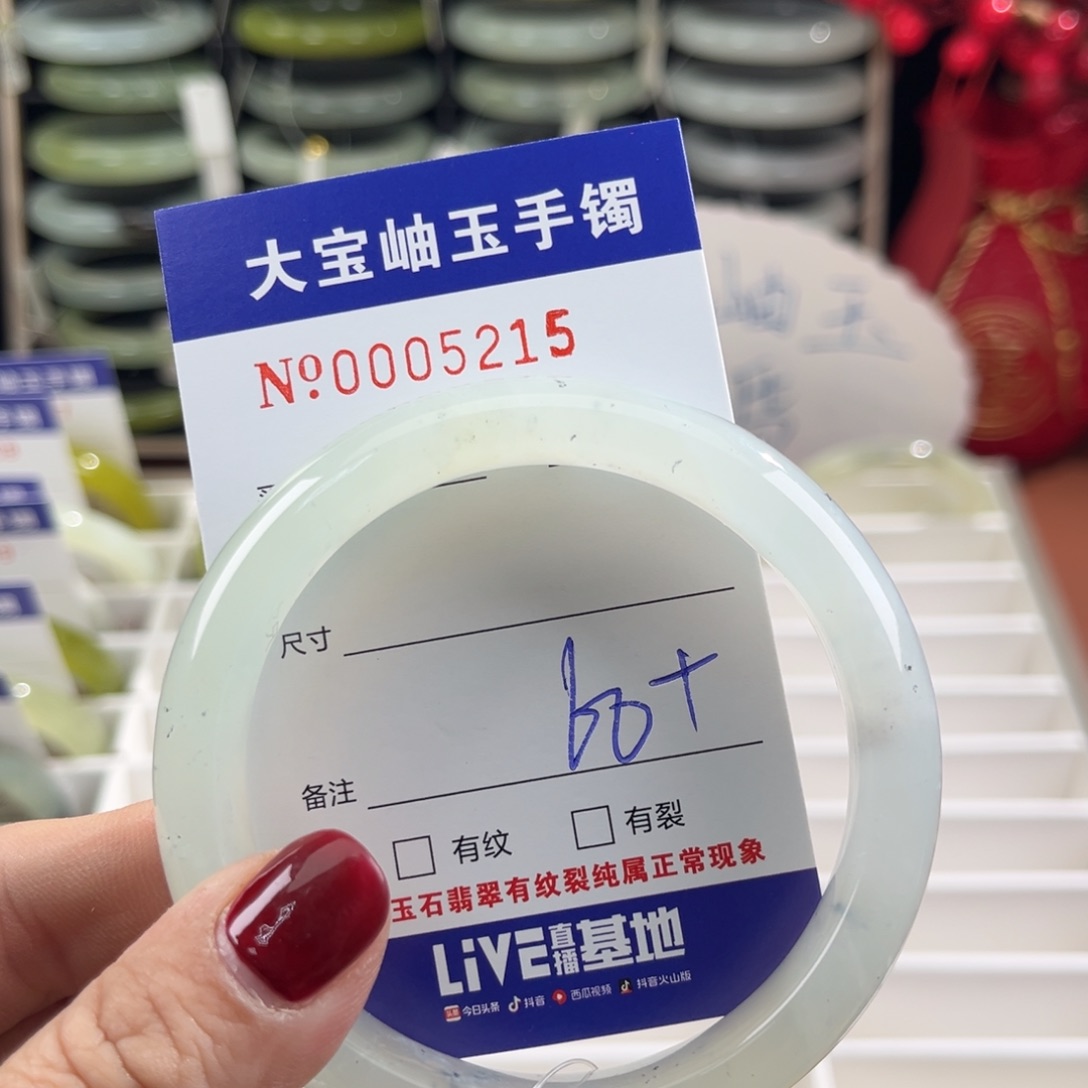 大宝岫玉手镯
№0005215
尺寸
60+
备注
有纹 有裂
玉石翡翠有纹裂纯属正常现象
LiVE直播基地
今日头条 抖音 西瓜视频 抖音火山版
岫玉